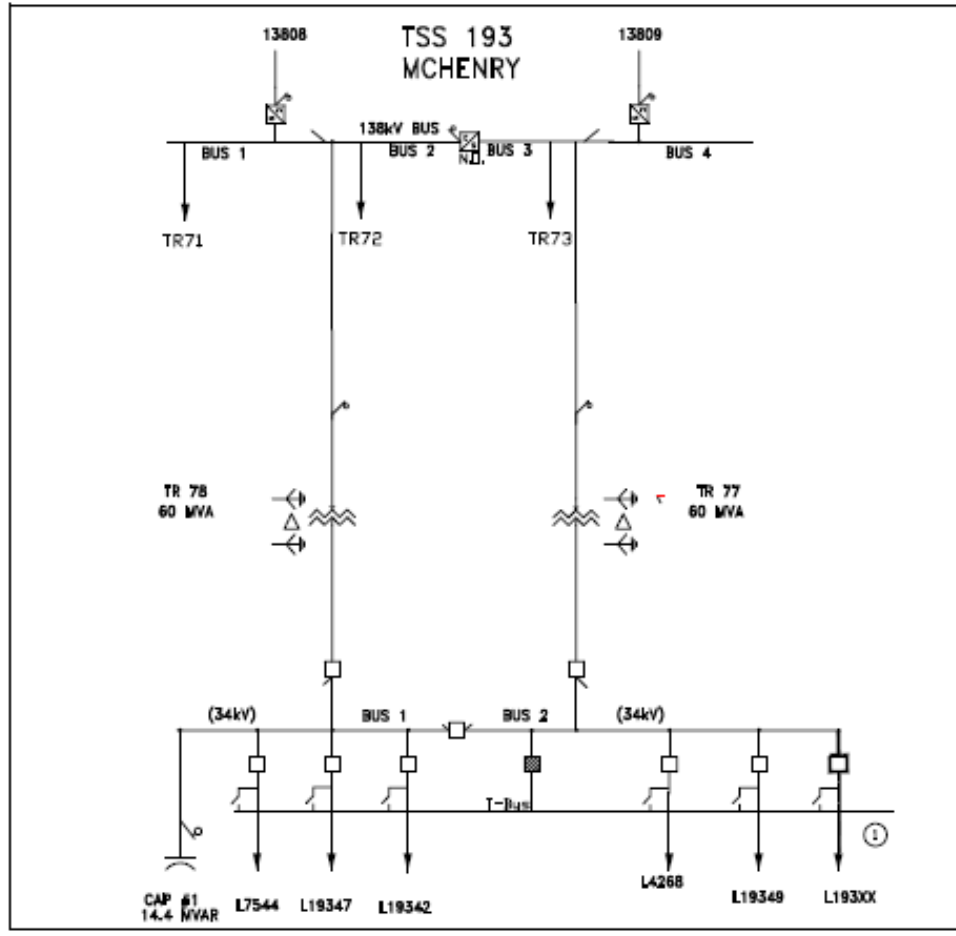 13808
TSS 193
MCHENRY
13809
138kV BUS
BUS 1
BUS 2
N.O.
BUS 3
BUS 4
TR71
TR72
TR73
TR 78
60 MVA
TR 77
60 MVA
(34kV)
BUS 1
BUS 2
(34kV)
T-Bus
1
CAP #1
14.4 MVAR
L7544
L19347
L19342
L4268
L19349
L193XX